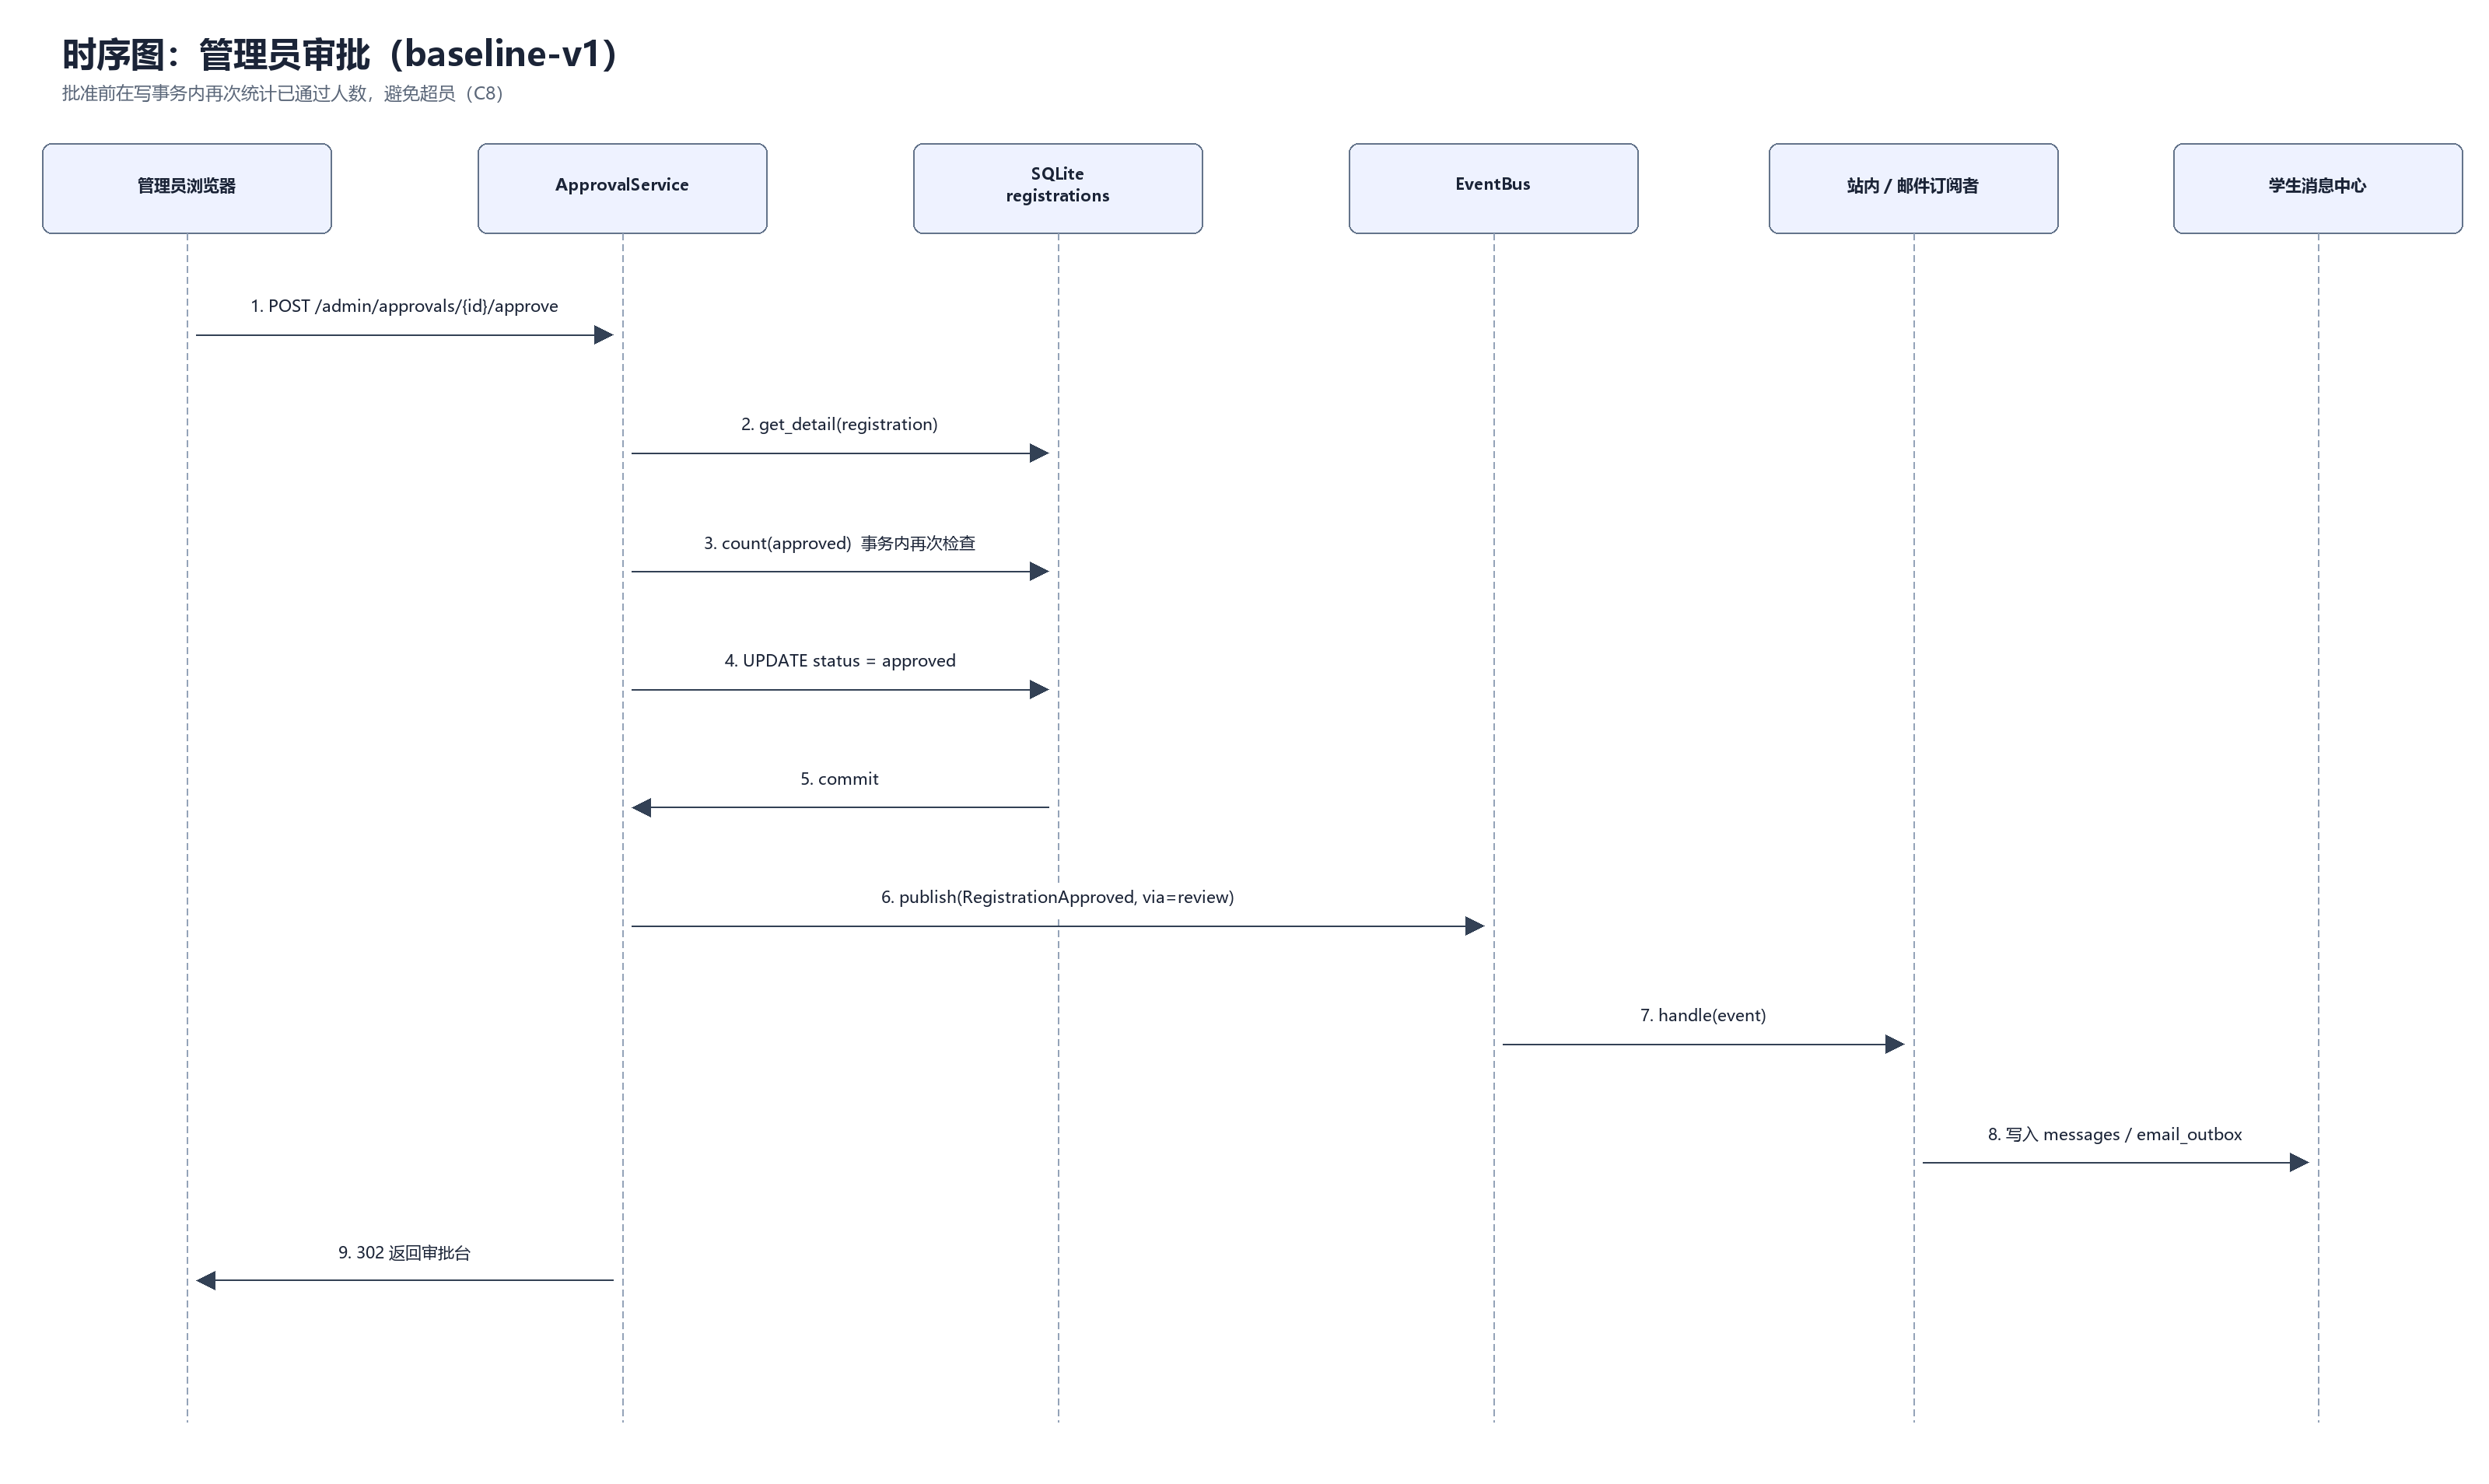 时序图：管理员审批（baseline-v1）
批准前在写事务内再次统计已通过人数，避免超员（C8）
管理员浏览器
ApprovalService
SQLite
registrations
EventBus
站内 / 邮件订阅者
学生消息中心
1. POST /admin/approvals/{id}/approve
2. get_detail(registration)
3. count(approved)  事务内再次检查
4. UPDATE status = approved
5. commit
6. publish(RegistrationApproved, via=review)
7. handle(event)
8. 写入 messages / email_outbox
9. 302 返回审批台